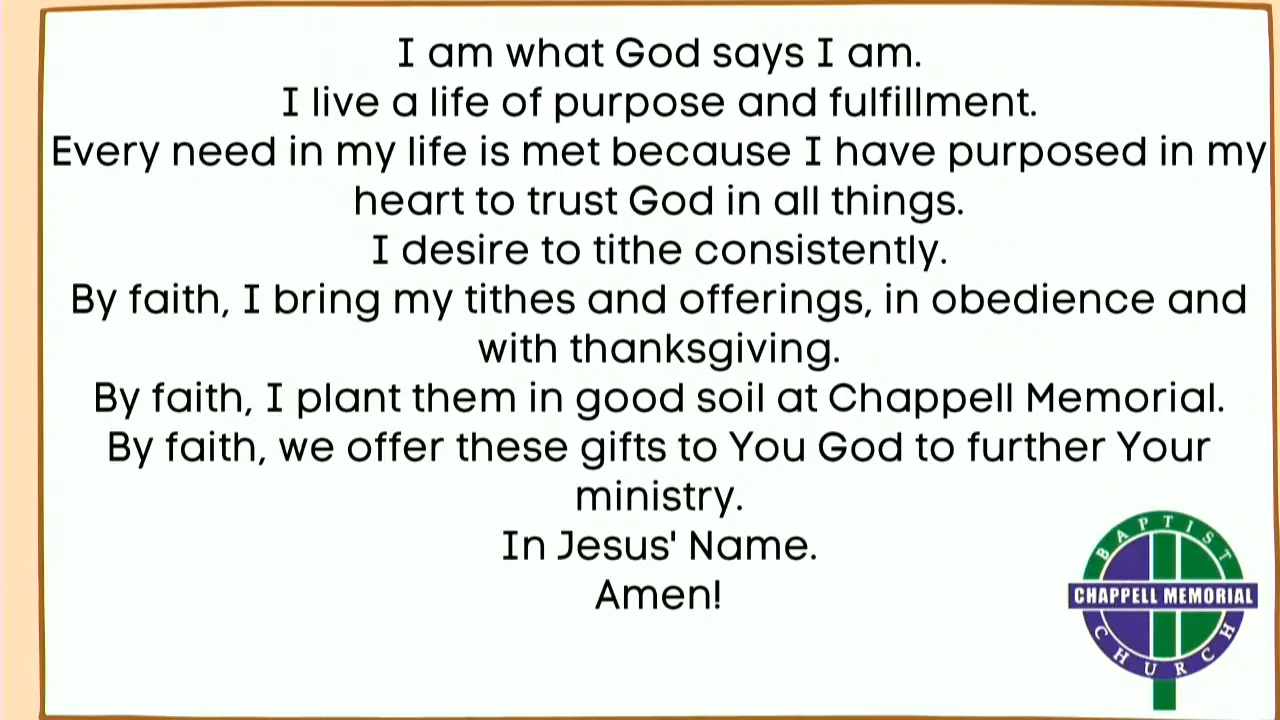 I am what God says I am.
I live a life of purpose and fulfillment.
Every need in my life is met because I have purposed in my
heart to trust God in all things.
I desire to tithe consistently.
By faith, I bring my tithes and offerings, in obedience and
with thanksgiving.
By faith, I plant them in good soil at Chappell Memorial.
By faith, we offer these gifts to You God to further Your
ministry.
In Jesus' Name.
Amen!
BAPTIST
CHAPPELL MEMORIAL
CHURCH